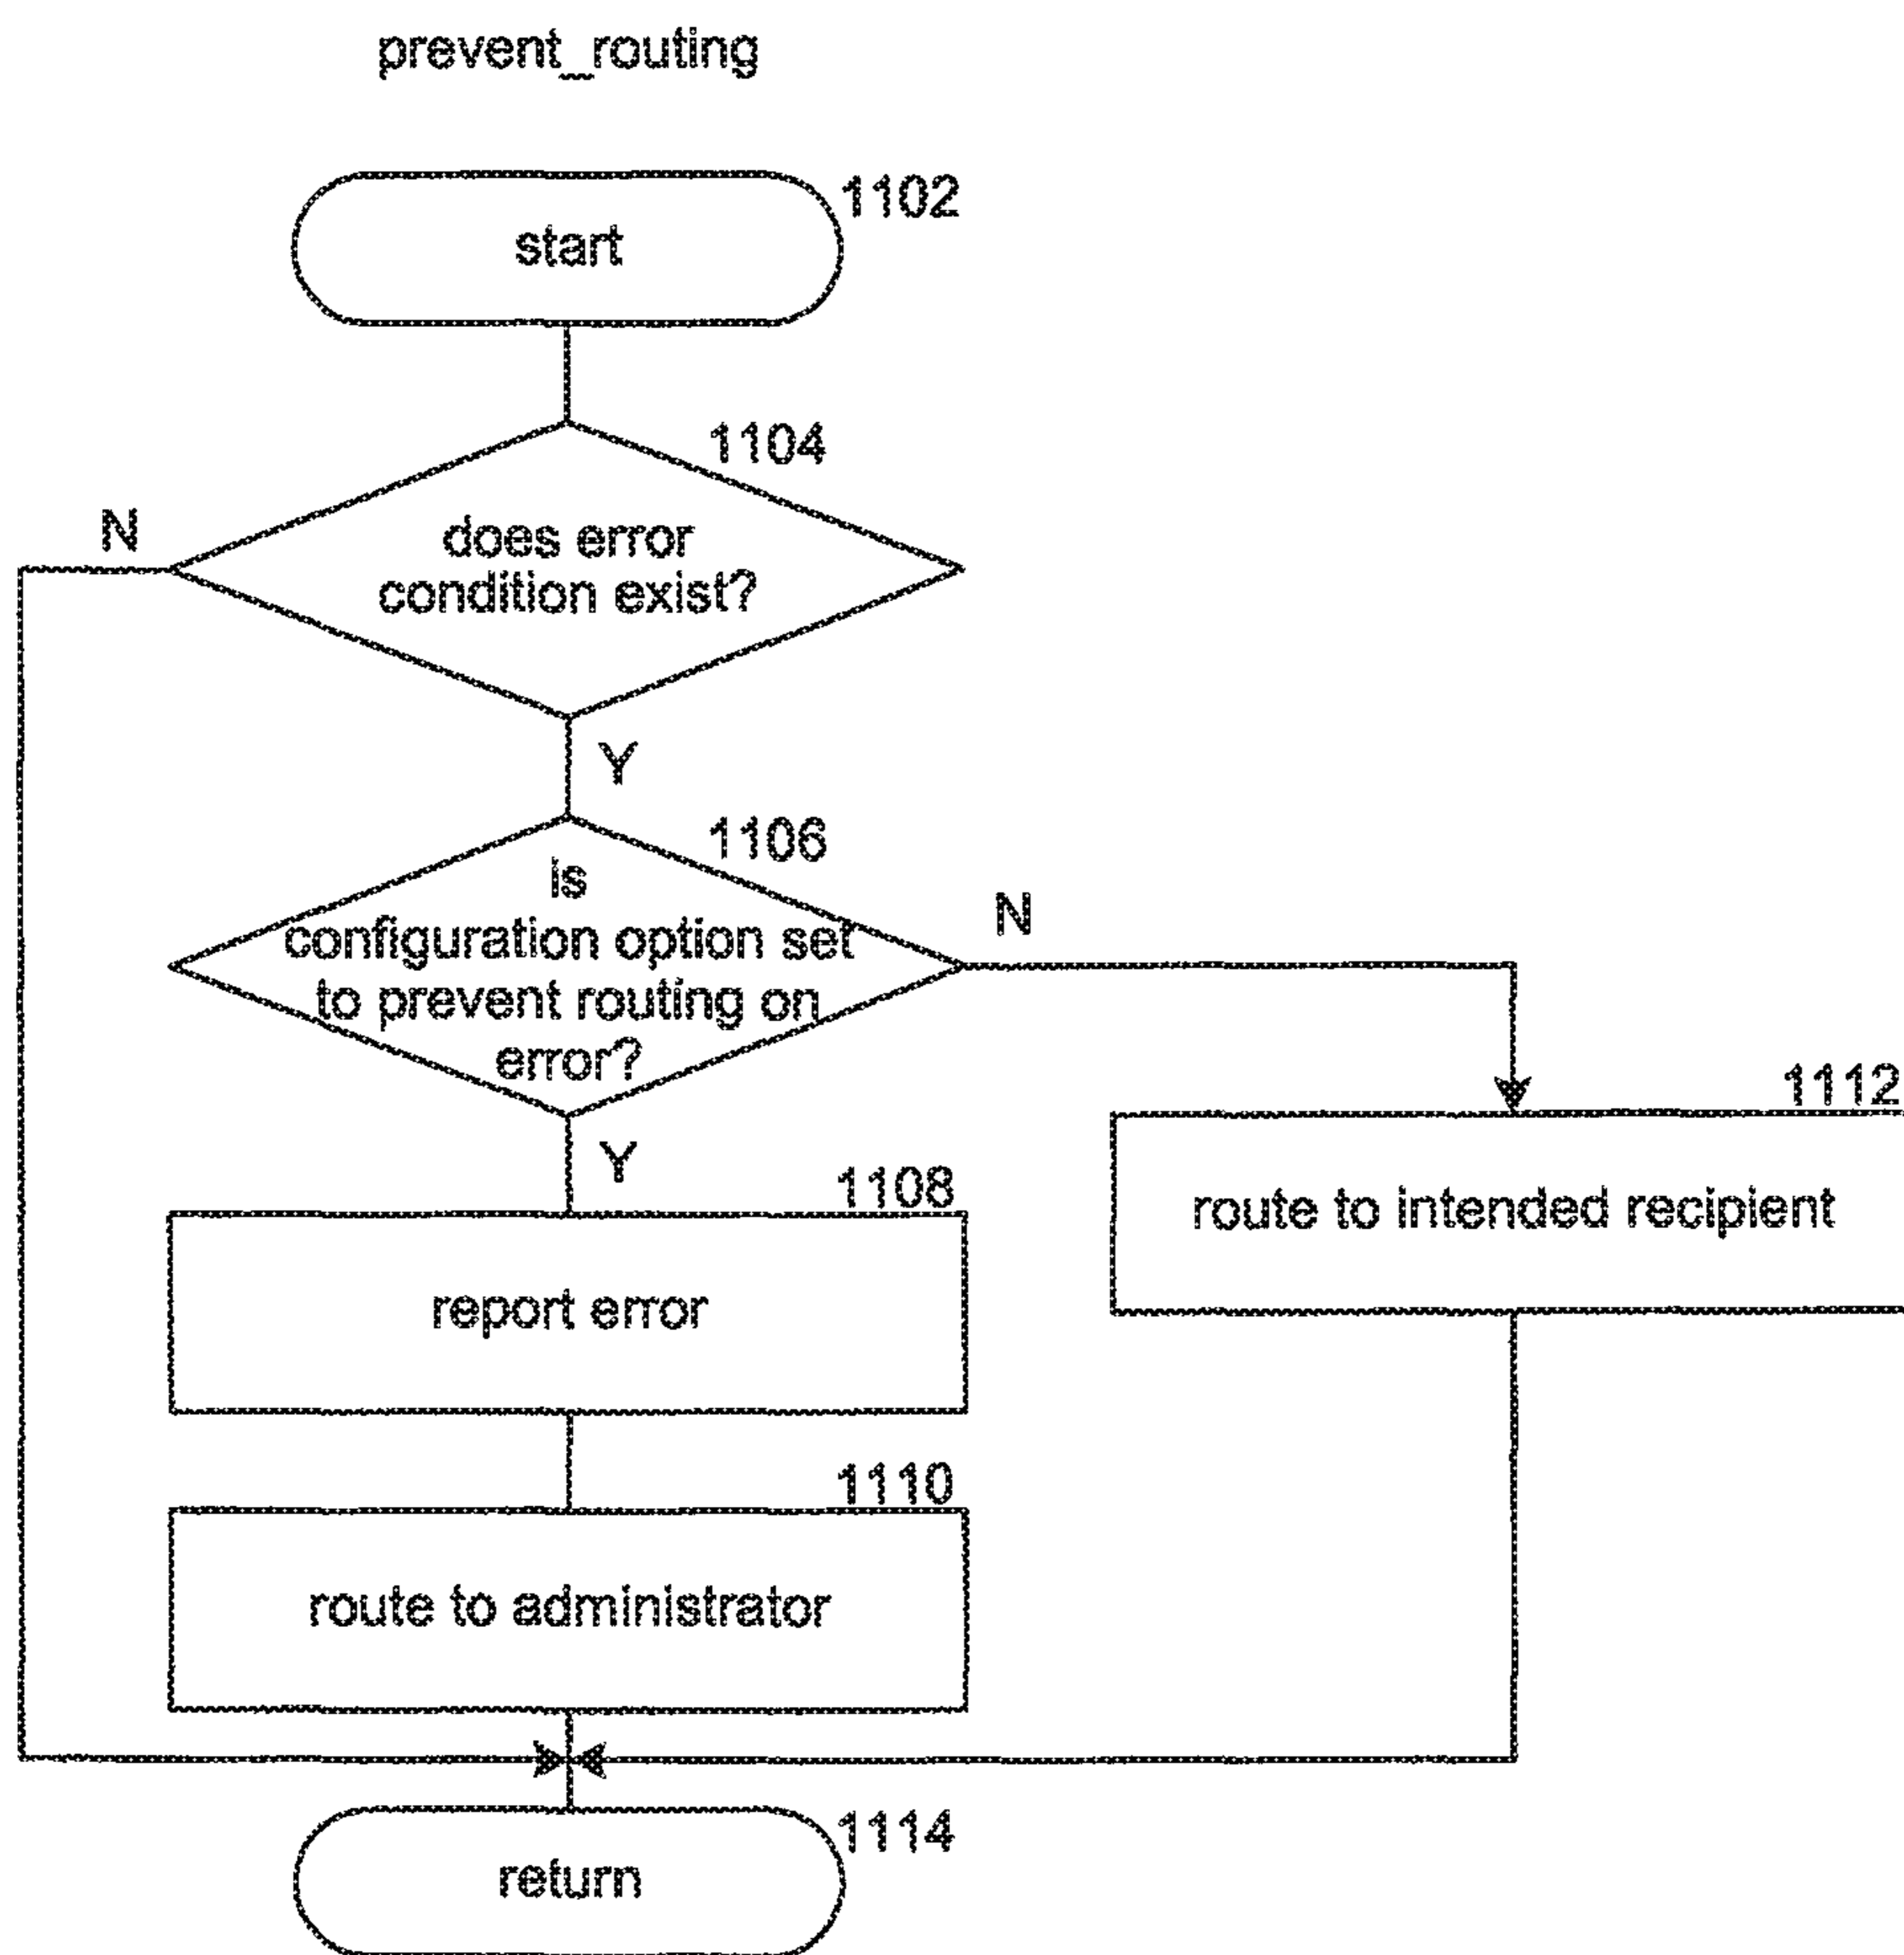 prevent_routing
1102
start
1104
N
does error
condition exist?
Y
1106
is
configuration option set
to prevent routing on
error?
N
Y
1112
route to intended recipient
1108
report error
1110
route to administrator
1114
return